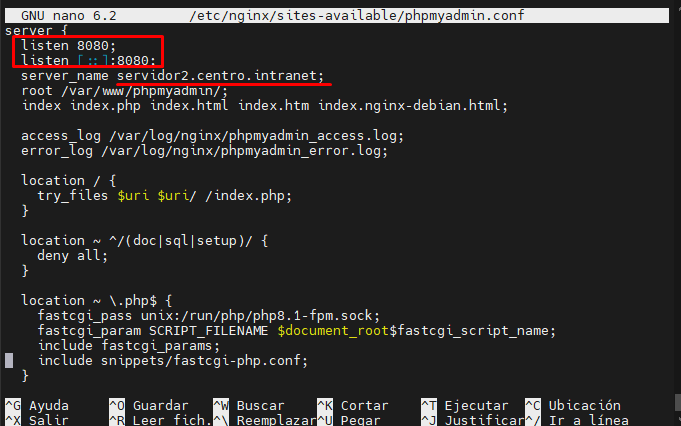 GNU nano 6.2 /etc/nginx/sites-available/phpmyadmin.conf
server {
listen 8080;
listen [::]:8080;
server_name servidor2.centro.intranet;
root /var/www/phpmyadmin/;
index index.php index.html index.htm index.nginx-debian.html;
access_log /var/log/nginx/phpmyadmin_access.log;
error_log /var/log/nginx/phpmyadmin_error.log;
location / {
try_files $uri $uri/ /index.php;
}
location ~ ^/(doc|sql|setup)/ {
deny all;
}
location ~ \.php$ {
fastcgi_pass unix:/run/php/php8.1-fpm.sock;
fastcgi_param SCRIPT_FILENAME $document_root$fastcgi_script_name;
include fastcgi_params;
include snippets/fastcgi-php.conf;
}
^G Ayuda ^O Guardar ^W Buscar ^K Cortar ^T Ejecutar ^C Ubicación
^X Salir ^R Leer fich.^\ Reemplazar^U Pegar ^J Justificar^/ Ir a línea